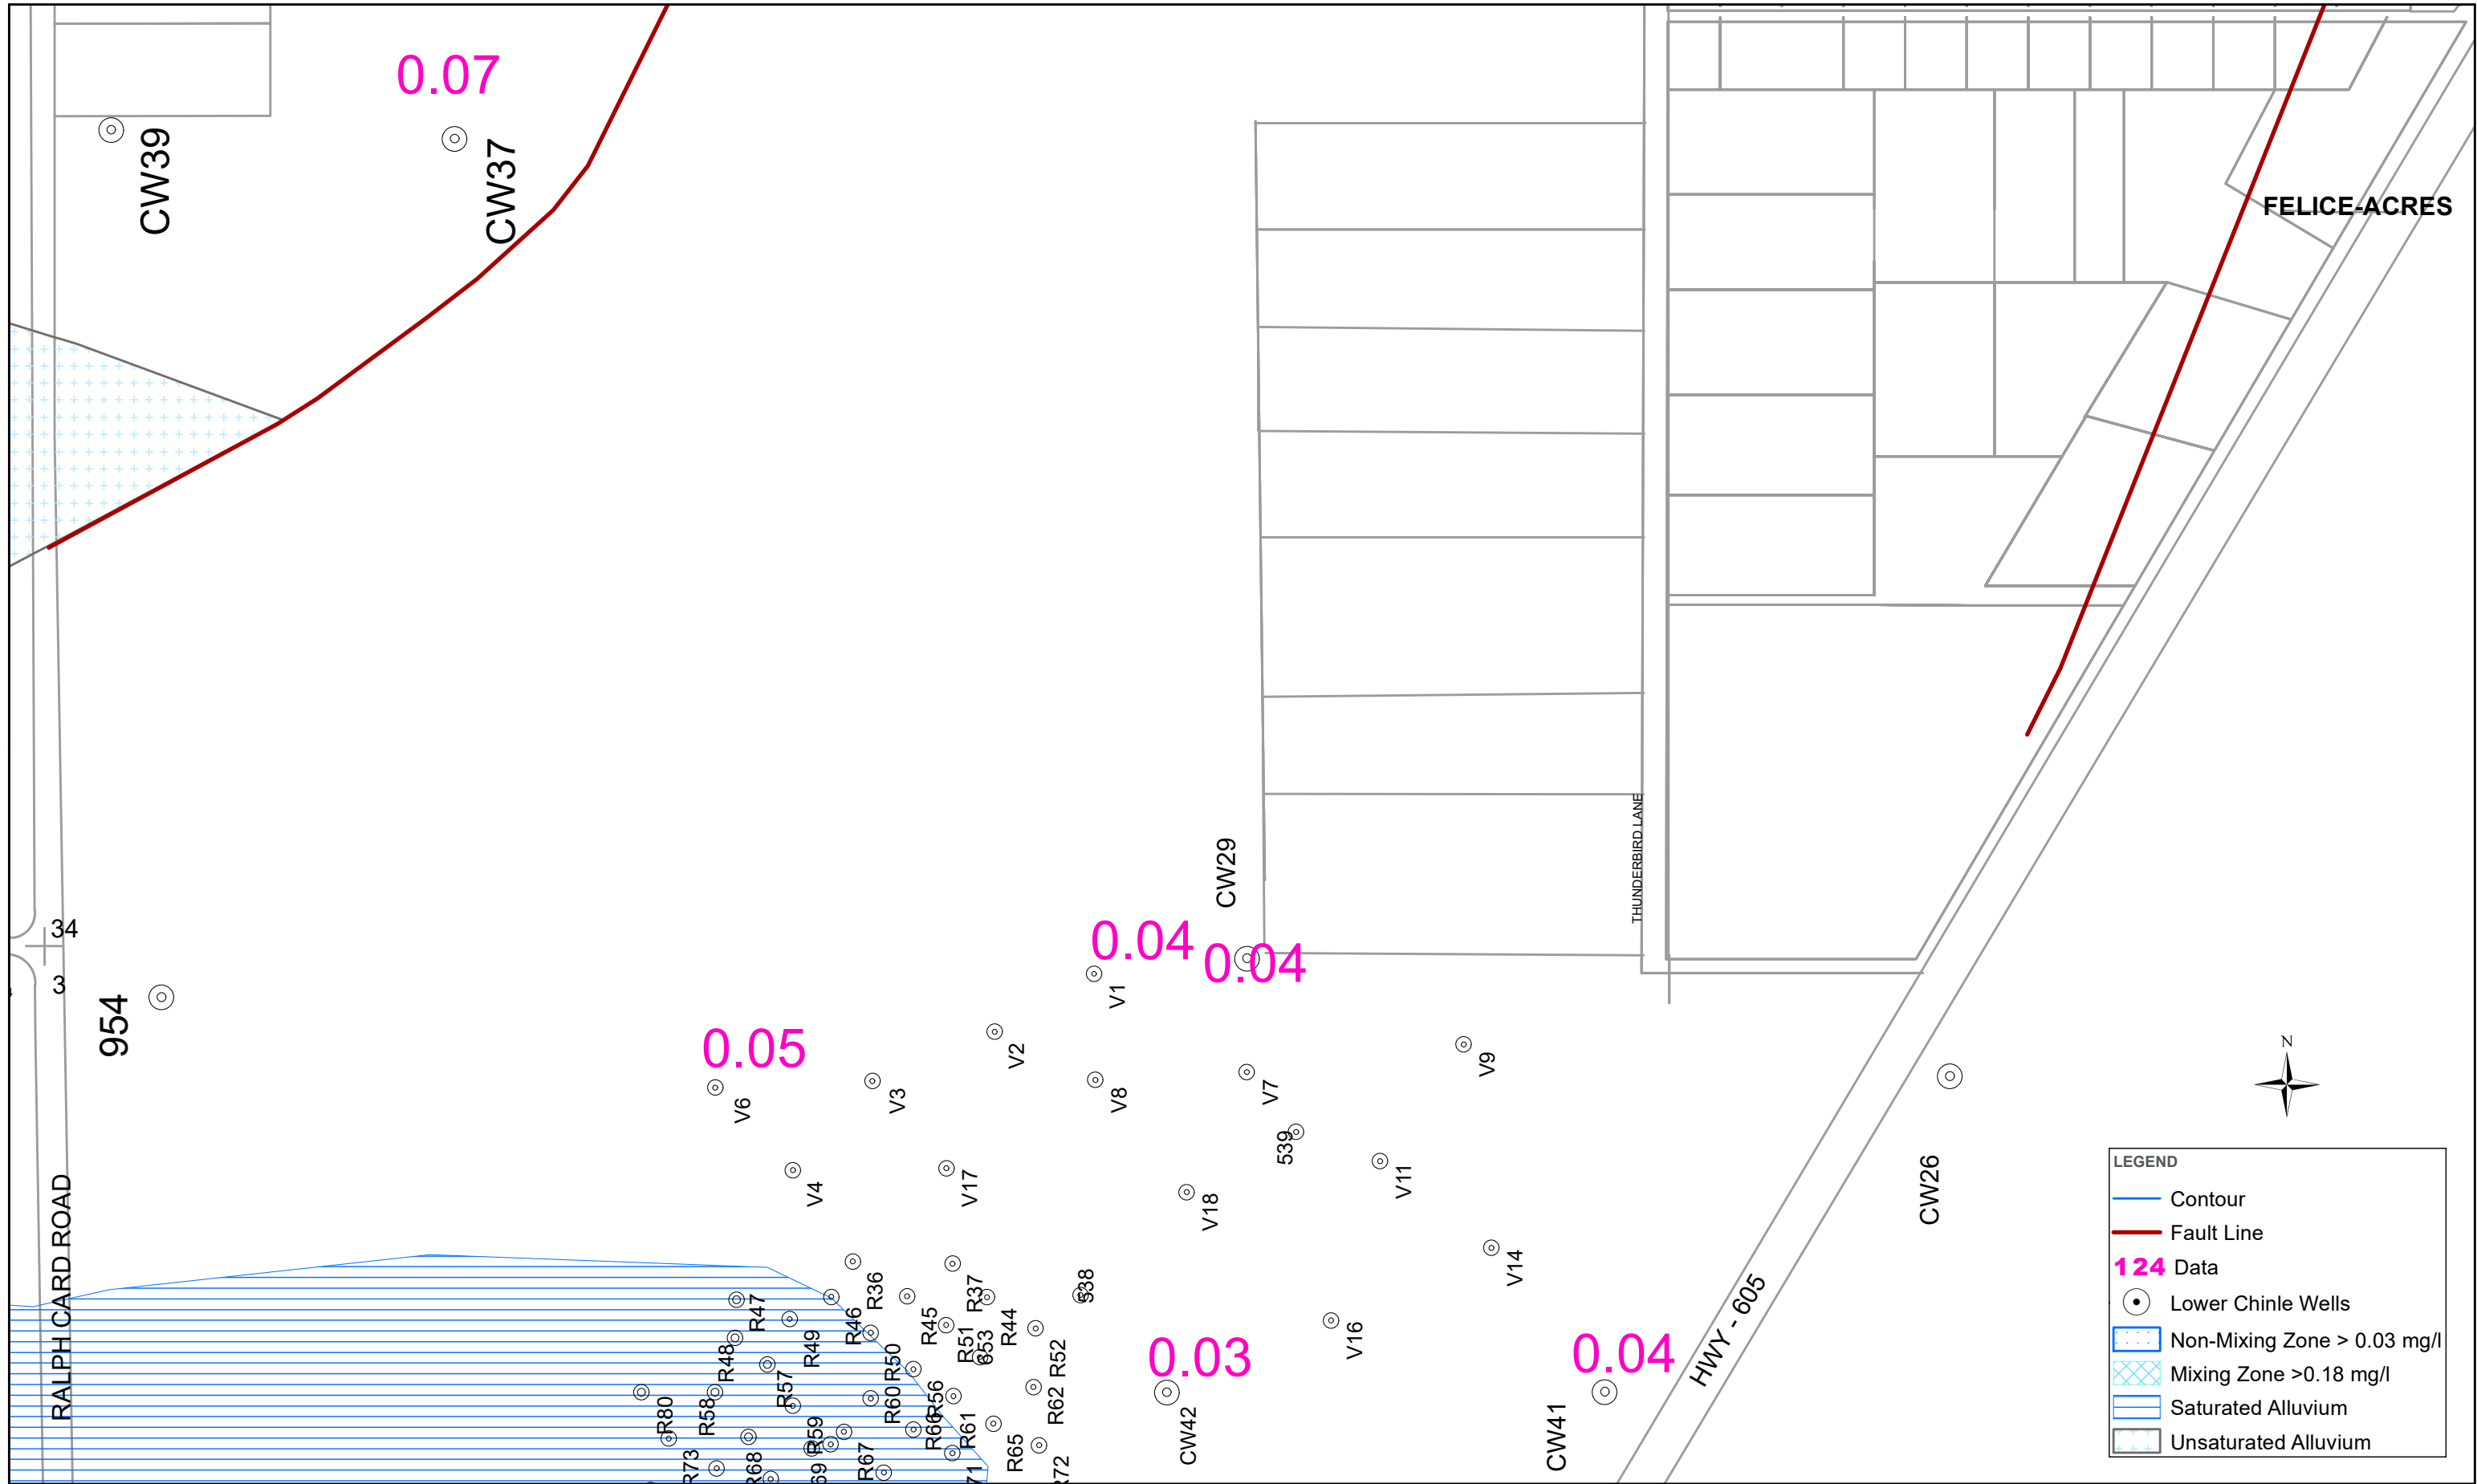 0.07
CW39
CW37
FELICE-ACRES
THUNDERBIRD LANE
CW29
34
3
954
0.04
0.04
V1
0.05
V2
V9
V6
V3
V8
V7
539
V4
V17
V18
V11
CW26
RALPH CARD ROAD
R36
R37
538
V14
R47
R46
R45
R44
V16
HWY - 605
R49
R51
653
R48
R50
R52
0.03
0.04
R57
R60
R56
R62
CW42
CW41
R80
R58
R59
R66
R61
R65
R73
R68
R67
R72
N
LEGEND
Contour
Fault Line
124 Data
Lower Chinle Wells
Non-Mixing Zone > 0.03 mg/l
Mixing Zone >0.18 mg/l
Saturated Alluvium
Unsaturated Alluvium